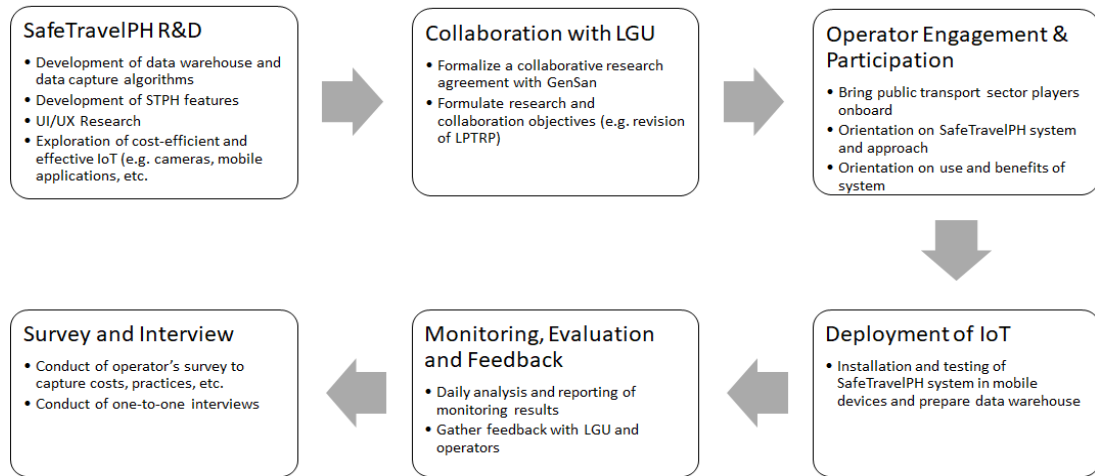 SafeTravelPH R&D
• Development of data warehouse and
data capture algorithms
• Development of STPH features
• UI/UX Research
• Exploration of cost-efficient and
effective IoT (e.g. cameras, mobile
applications, etc.
Collaboration with LGU
• Formalize a collaborative research
agreement with GenSan
• Formulate research and
collaboration objectives (e.g. revision
of LPTRP)
Operator Engagement &
Participation
• Bring public transport sector players
onboard
• Orientation on SafeTravelPH system
and approach
• Orientation on use and benefits of
system
Deployment of IoT
• Installation and testing of
SafeTravelPH system in mobile
devices and prepare data warehouse
Monitoring, Evaluation
and Feedback
• Daily analysis and reporting of
monitoring results
• Gather feedback with LGU and
operators
Survey and Interview
• Conduct of operator's survey to
capture costs, practices, etc.
• Conduct of one-to-one interviews